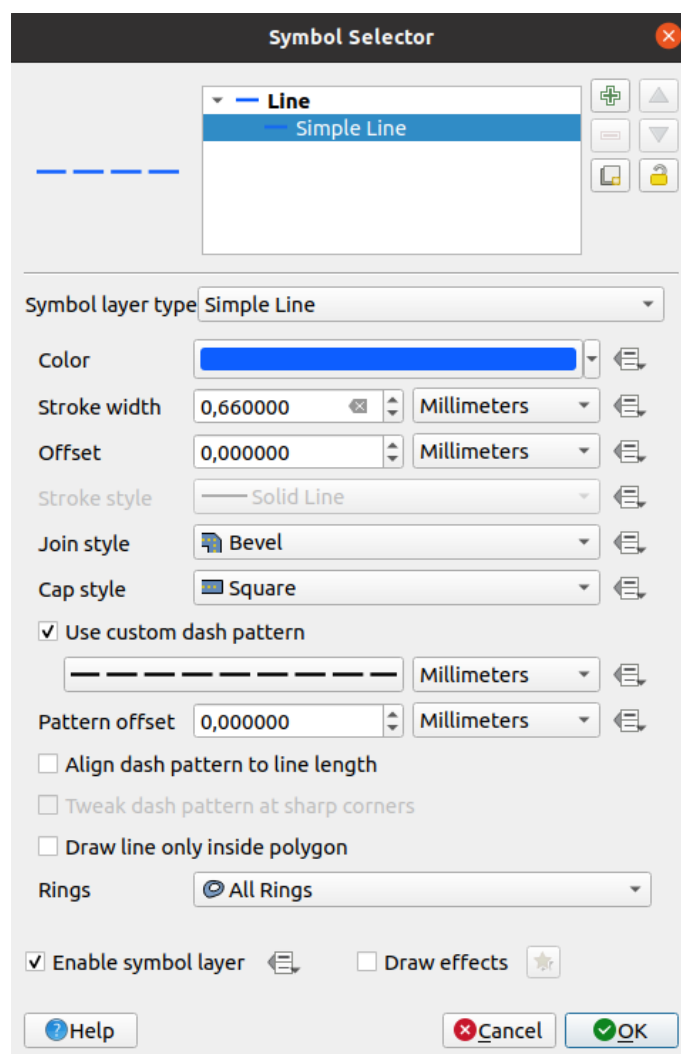 Symbol Selector
Line
Simple Line
Symbol layer type Simple Line
Color
Stroke width 0,660000 Millimeters
Offset 0,000000 Millimeters
Stroke style Solid Line
Join style Bevel
Cap style Square
Use custom dash pattern
Millimeters
Pattern offset 0,000000 Millimeters
Align dash pattern to line length
Tweak dash pattern at sharp corners
Draw line only inside polygon
Rings All Rings
Enable symbol layer Draw effects
Help Cancel OK